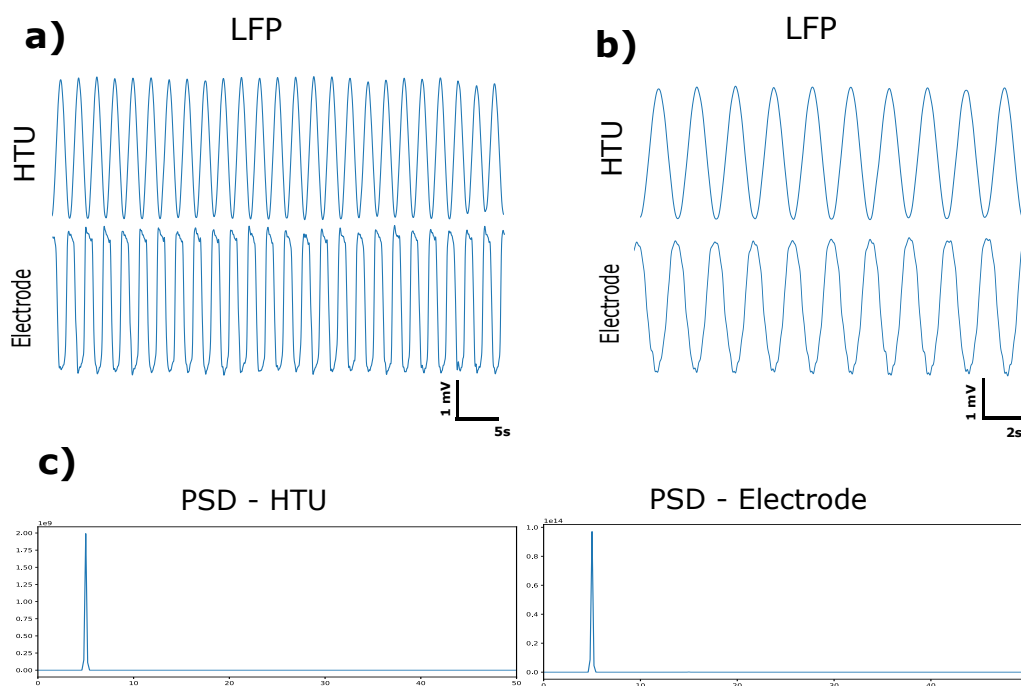 a)
LFP
HTU
Electrode
1 mV
5s
b)
LFP
HTU
Electrode
1 mV
2s
c)
PSD - HTU
1e9
2.00
1.75
1.50
1.25
1.00
0.75
0.50
0.25
0.00
0 10 20 30 40 50
PSD - Electrode
1e14
1.0
0.8
0.6
0.4
0.2
0.0
0 10 20 30 40